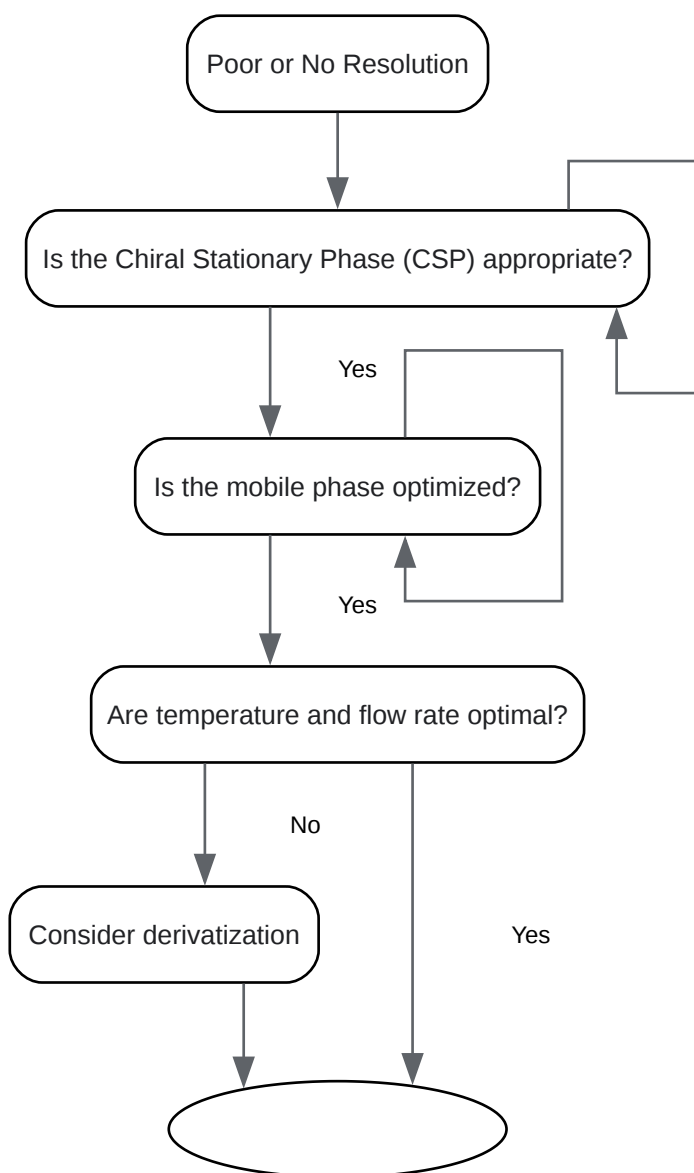 Poor or No Resolution
Is the Chiral Stationary Phase (CSP) appropriate?
Yes
Is the mobile phase optimized?
Yes
Are temperature and flow rate optimal?
No
Consider derivatization
Yes